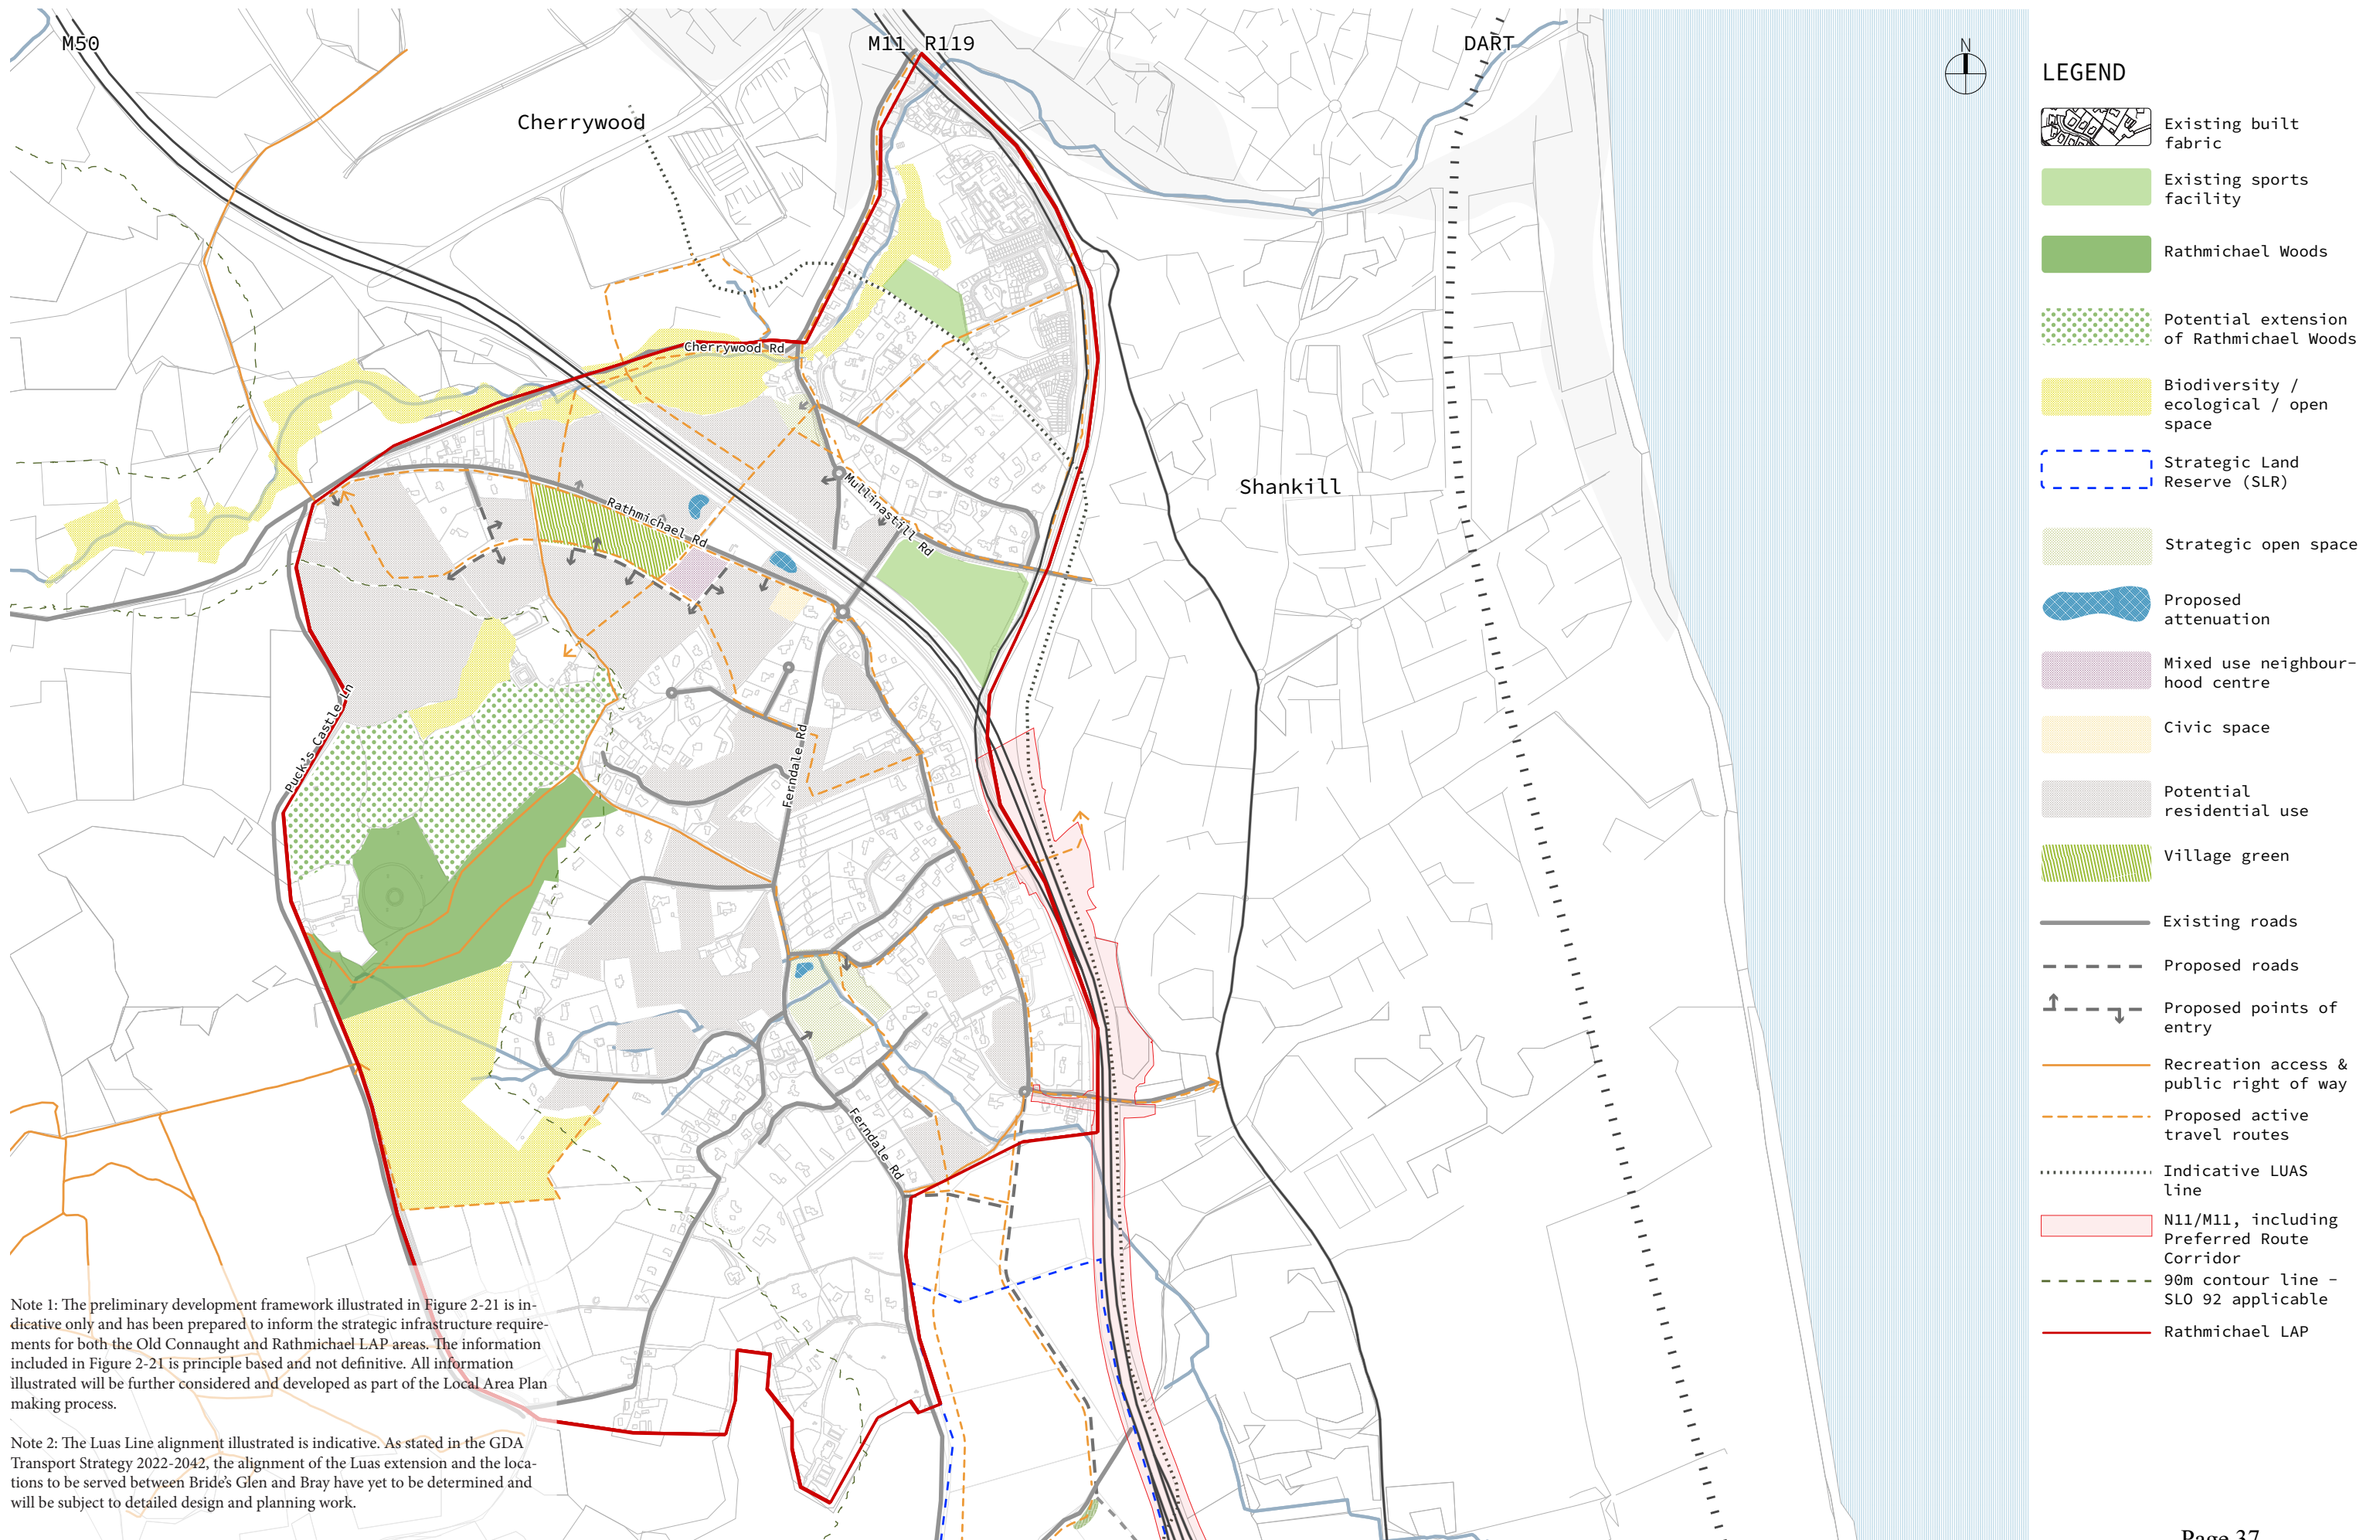 M50
M11
R119
DART
N
Cherrywood
Cherrywood Rd
Mullinastill Rd
Rathmichael Rd
Shankill
Puck's Castle Ln
Ferndale Rd
Ferndale Rd
LEGEND
Existing built
fabric
Existing sports
facility
Rathmichael Woods
Potential extension
of Rathmichael Woods
Biodiversity /
ecological / open
space
Strategic Land
Reserve (SLR)
Strategic open space
Proposed
attenuation
Mixed use neighbour-
hood centre
Civic space
Potential
residential use
Village green
Existing roads
Proposed roads
Proposed points of
entry
Recreation access &
public right of way
Proposed active
travel routes
Indicative LUAS
line
N11/M11, including
Preferred Route
Corridor
90m contour line -
SLO 92 applicable
Rathmichael LAP
Note 1: The preliminary development framework illustrated in Figure 2-21 is in-
dicative only and has been prepared to inform the strategic infrastructure require-
ments for both the Old Connaught and Rathmichael LAP areas. The information
included in Figure 2-21 is principle based and not definitive. All information
illustrated will be further considered and developed as part of the Local Area Plan
making process.
Note 2: The Luas Line alignment illustrated is indicative. As stated in the GDA
Transport Strategy 2022-2042, the alignment of the Luas extension and the loca-
tions to be served between Bride's Glen and Bray have yet to be determined and
will be subject to detailed design and planning work.
Page 37